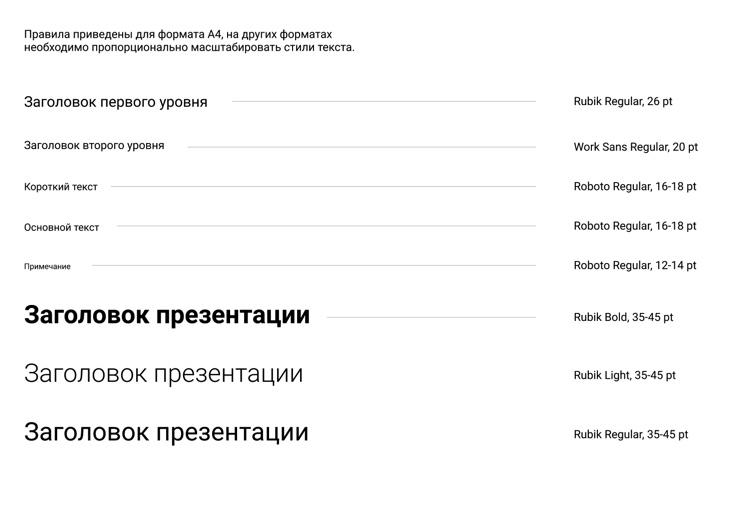 Правила приведены для формата А4, на других форматах
необходимо пропорционально масштабировать стили текста.
Заголовок первого уровня Rubik Regular, 26 pt
Заголовок второго уровня Work Sans Regular, 20 pt
Короткий текст Roboto Regular, 16-18 pt
Основной текст Roboto Regular, 16-18 pt
Примечание Roboto Regular, 12-14 pt
Заголовок презентации Rubik Bold, 35-45 pt
Заголовок презентации Rubik Light, 35-45 pt
Заголовок презентации Rubik Regular, 35-45 pt